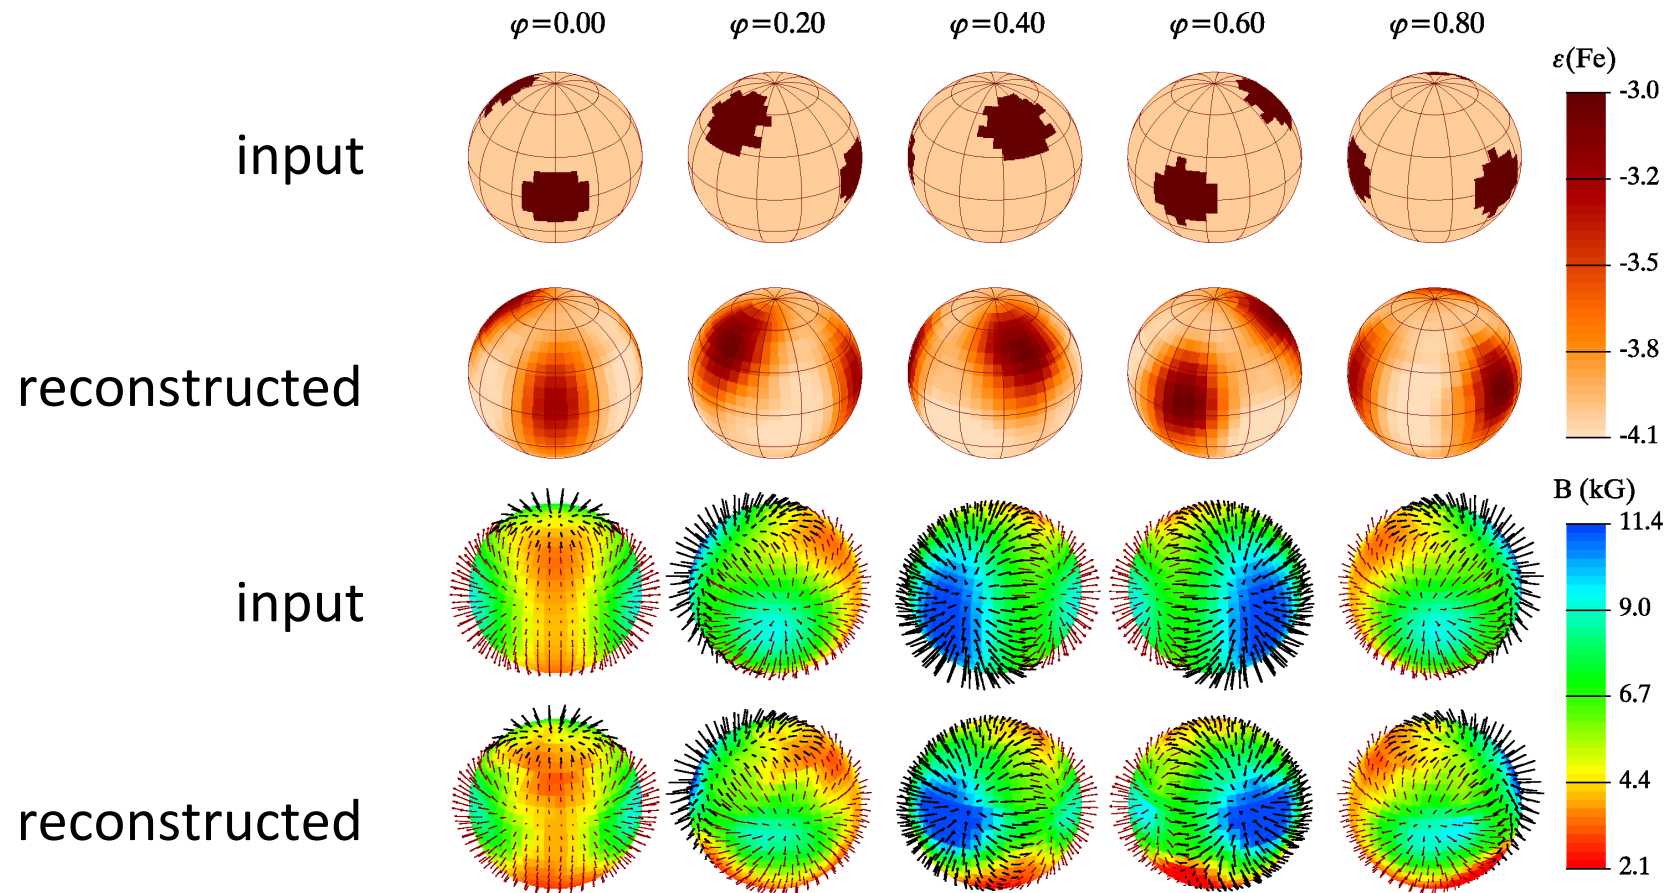 φ=0.00 φ=0.20 φ=0.40 φ=0.60 φ=0.80
ε(Fe)
-3.0
input
-3.2
-3.5
reconstructed
-3.8
-4.1
B (kG)
11.4
input
9.0
6.7
4.4
reconstructed
2.1